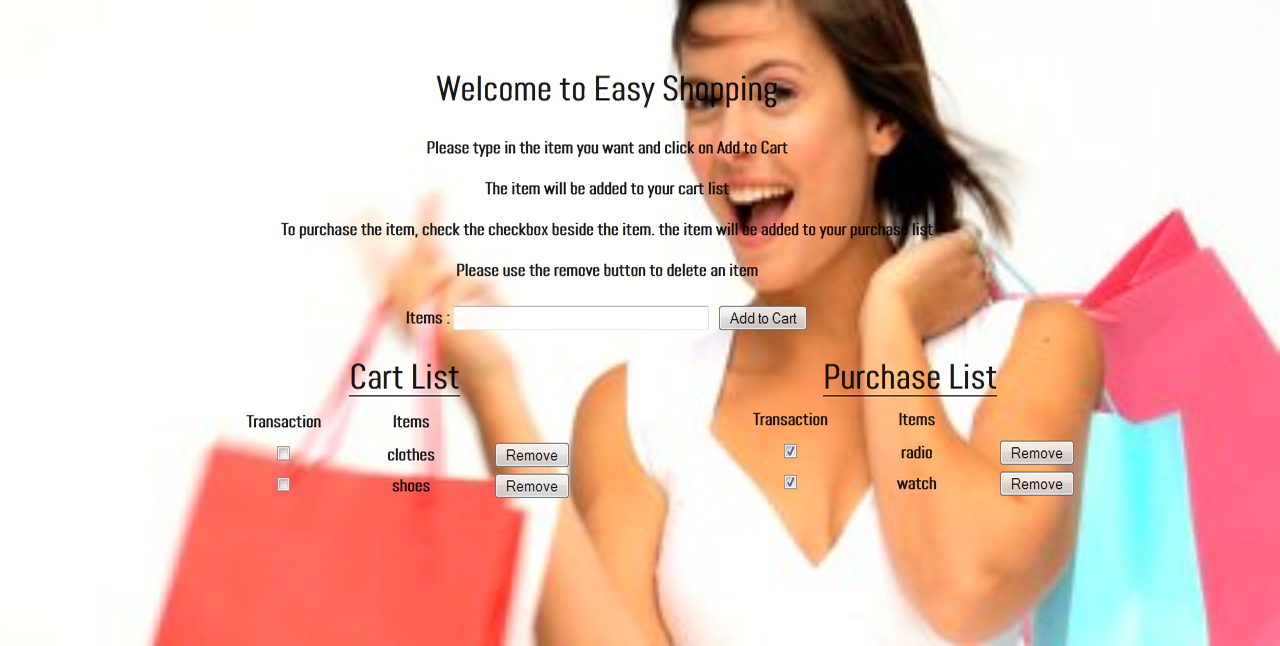 Welcome to Easy Shopping
Please type in the item you want and click on Add to Cart
The item will be added to your cart list
To purchase the item, check the checkbox beside the item. the item will be added to your purchase list
Please use the remove button to delete an item
Items : Add to Cart
Cart List
Transaction Items
clothes Remove
shoes Remove
Purchase List
Transaction Items
radio Remove
watch Remove